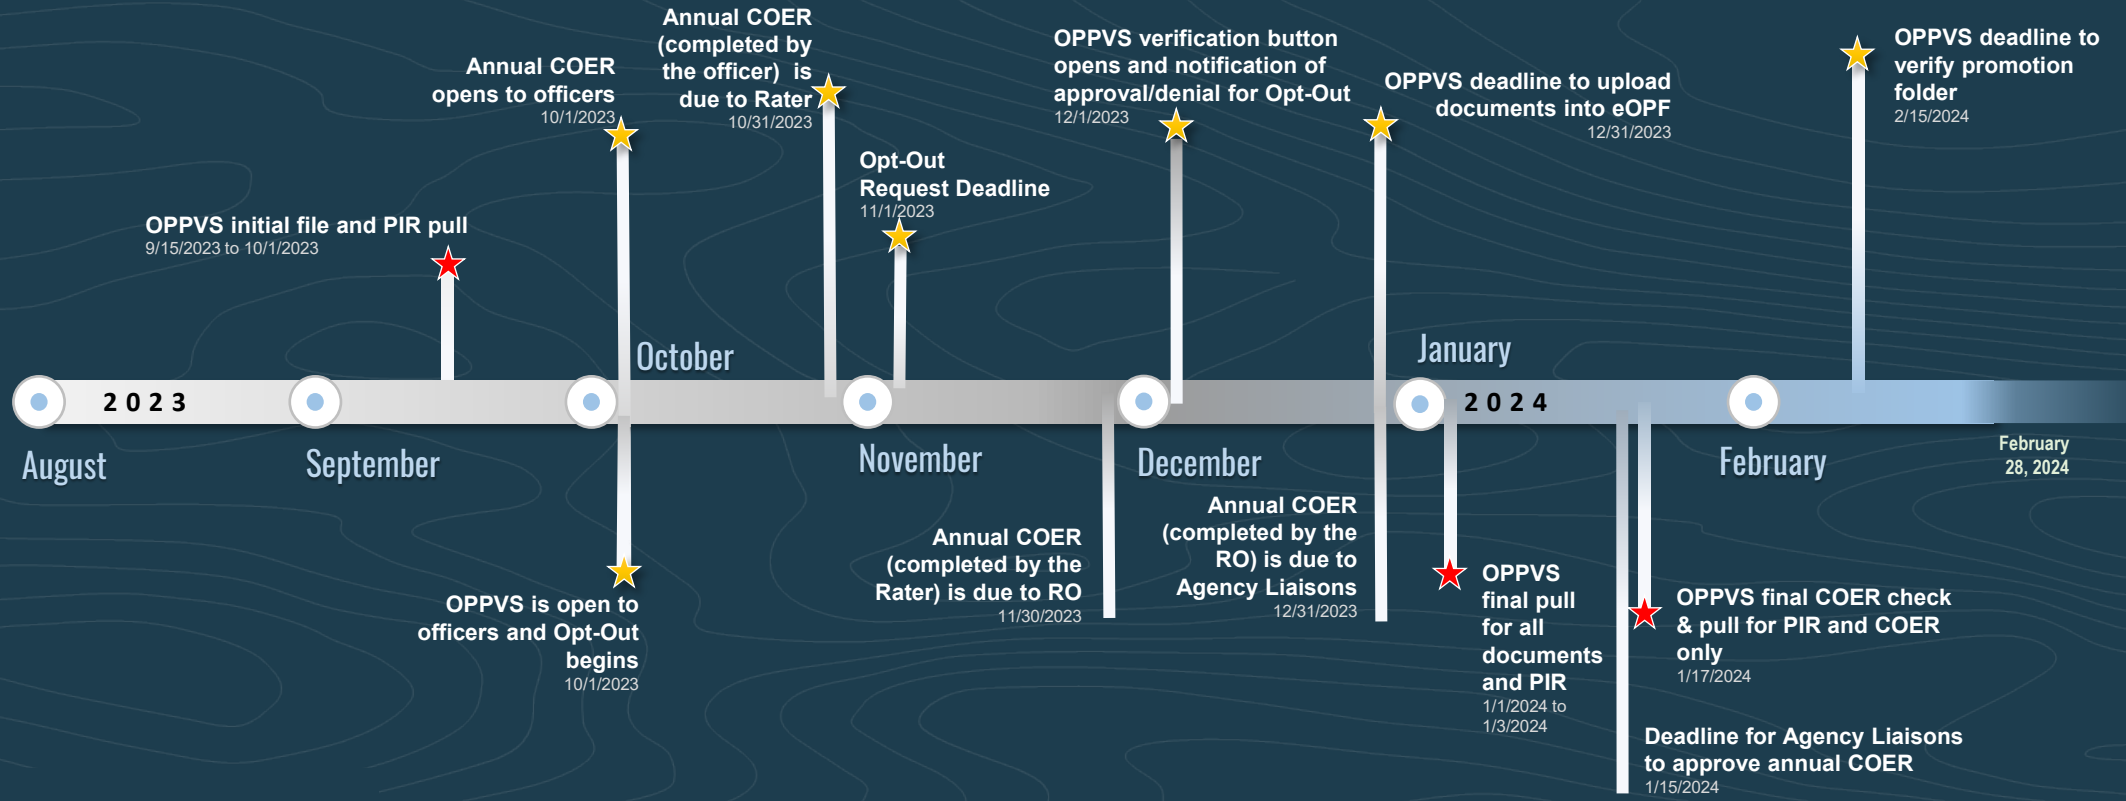 Annual COER
(completed by
the officer) is
due to Rater
10/31/2023
Annual COER
opens to officers
10/1/2023
OPPVS verification button
opens and notification of
approval/denial for Opt-Out
12/1/2023
OPPVS deadline to upload
documents into eOPF
12/31/2023
OPPVS deadline to
verify promotion
folder
2/15/2024
Opt-Out
Request Deadline
11/1/2023
OPPVS initial file and PIR pull
9/15/2023 to 10/1/2023
October
January
2023
2024
August
September
November
December
February
February
28, 2024
OPPVS is open to
officers and Opt-Out
begins
10/1/2023
Annual COER
(completed by the
Rater) is due to RO
11/30/2023
Annual COER
(completed by the
RO) is due to
Agency Liaisons
12/31/2023
OPPVS
final pull
for all
documents
and PIR
1/1/2024 to
1/3/2024
OPPVS final COER check
& pull for PIR and COER
only
1/17/2024
Deadline for Agency Liaisons
to approve annual COER
1/15/2024